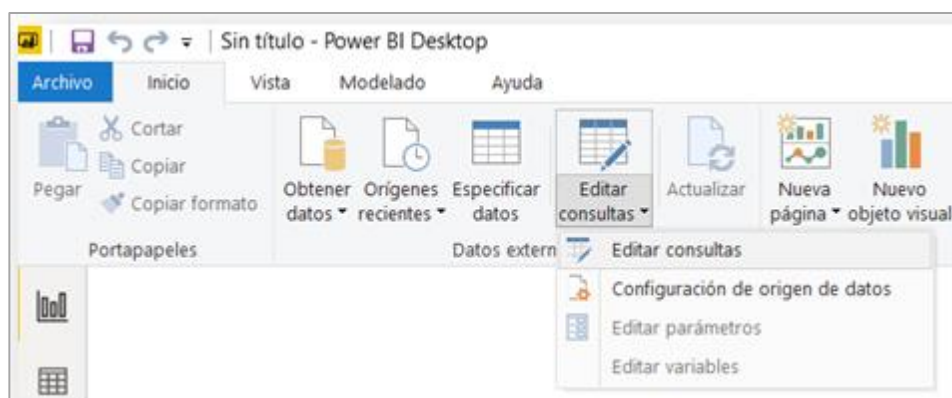 Sin título - Power BI Desktop
Archivo Inicio Vista Modelado Ayuda
Pegar
Cortar
Copiar
Copiar formato
Portapapeles
Obtener datos
Orígenes recientes
Especificar datos
Editar consultas
Actualizar
Nueva página
Nuevo objeto visual
Datos extern
Editar consultas
Configuración de origen de datos
Editar parámetros
Editar variables